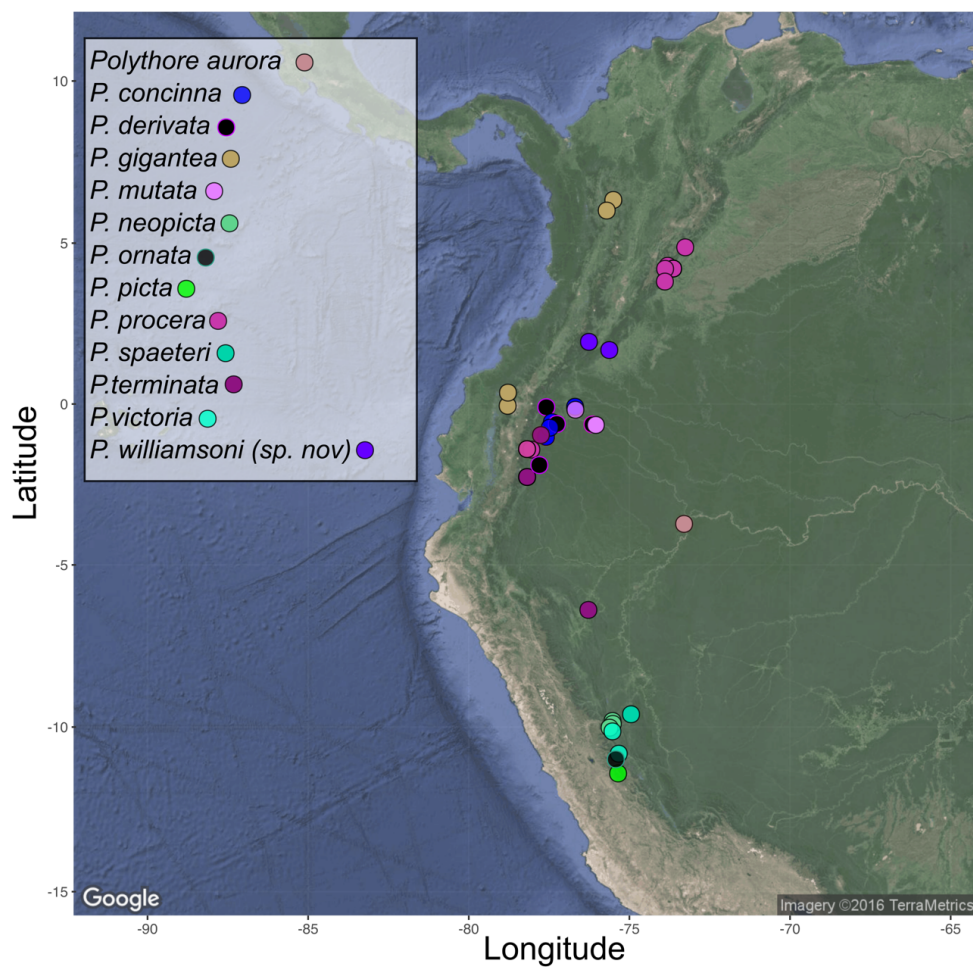 Polythore aurora
P. concinna
P. derivata
P. gigantea
P. mutata
P. neopicta
P. ornata
P. picta
P. procera
P. spaeteri
P.terminata
P.victoria
P. williamsoni (sp. nov)
10
5
0
-5
-10
-15
Latitude
Google
Imagery ©2016 TerraMetrics
-90
-85
-80
-75
-70
-65
Longitude